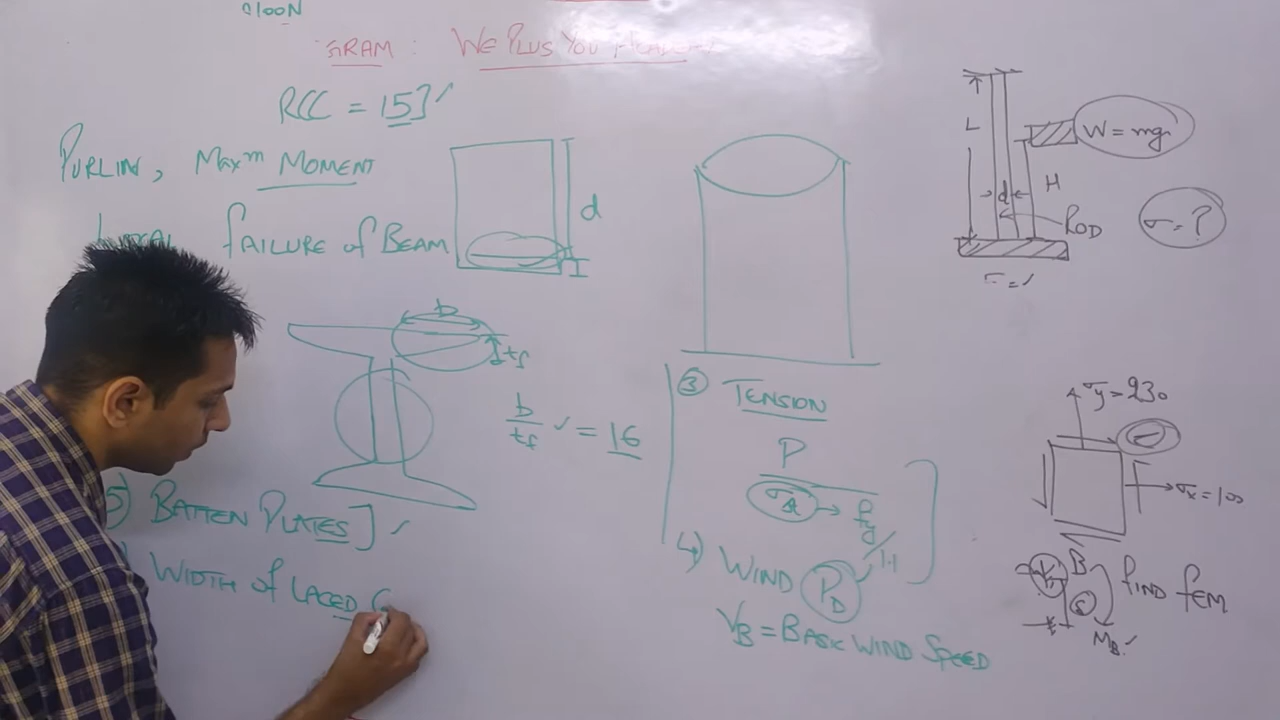 WE PLUS YOU ACADEMY
RCC = 15]✓
PURLIN, MAXᵐ MOMENT
FAILURE of BEAM
d
b
tf
b/tf ✓ = 16
5) BATTEN PLATES] ✓
WIDTH of LACED
③ TENSION
P
→ fy/1.1
4) WIND PD ✓
VB = BASIC WIND SPEED
L
W = mg
d
H
ROD
σ = ?
σy = 230
σx = 100
B
FIND FEM
MB ✓